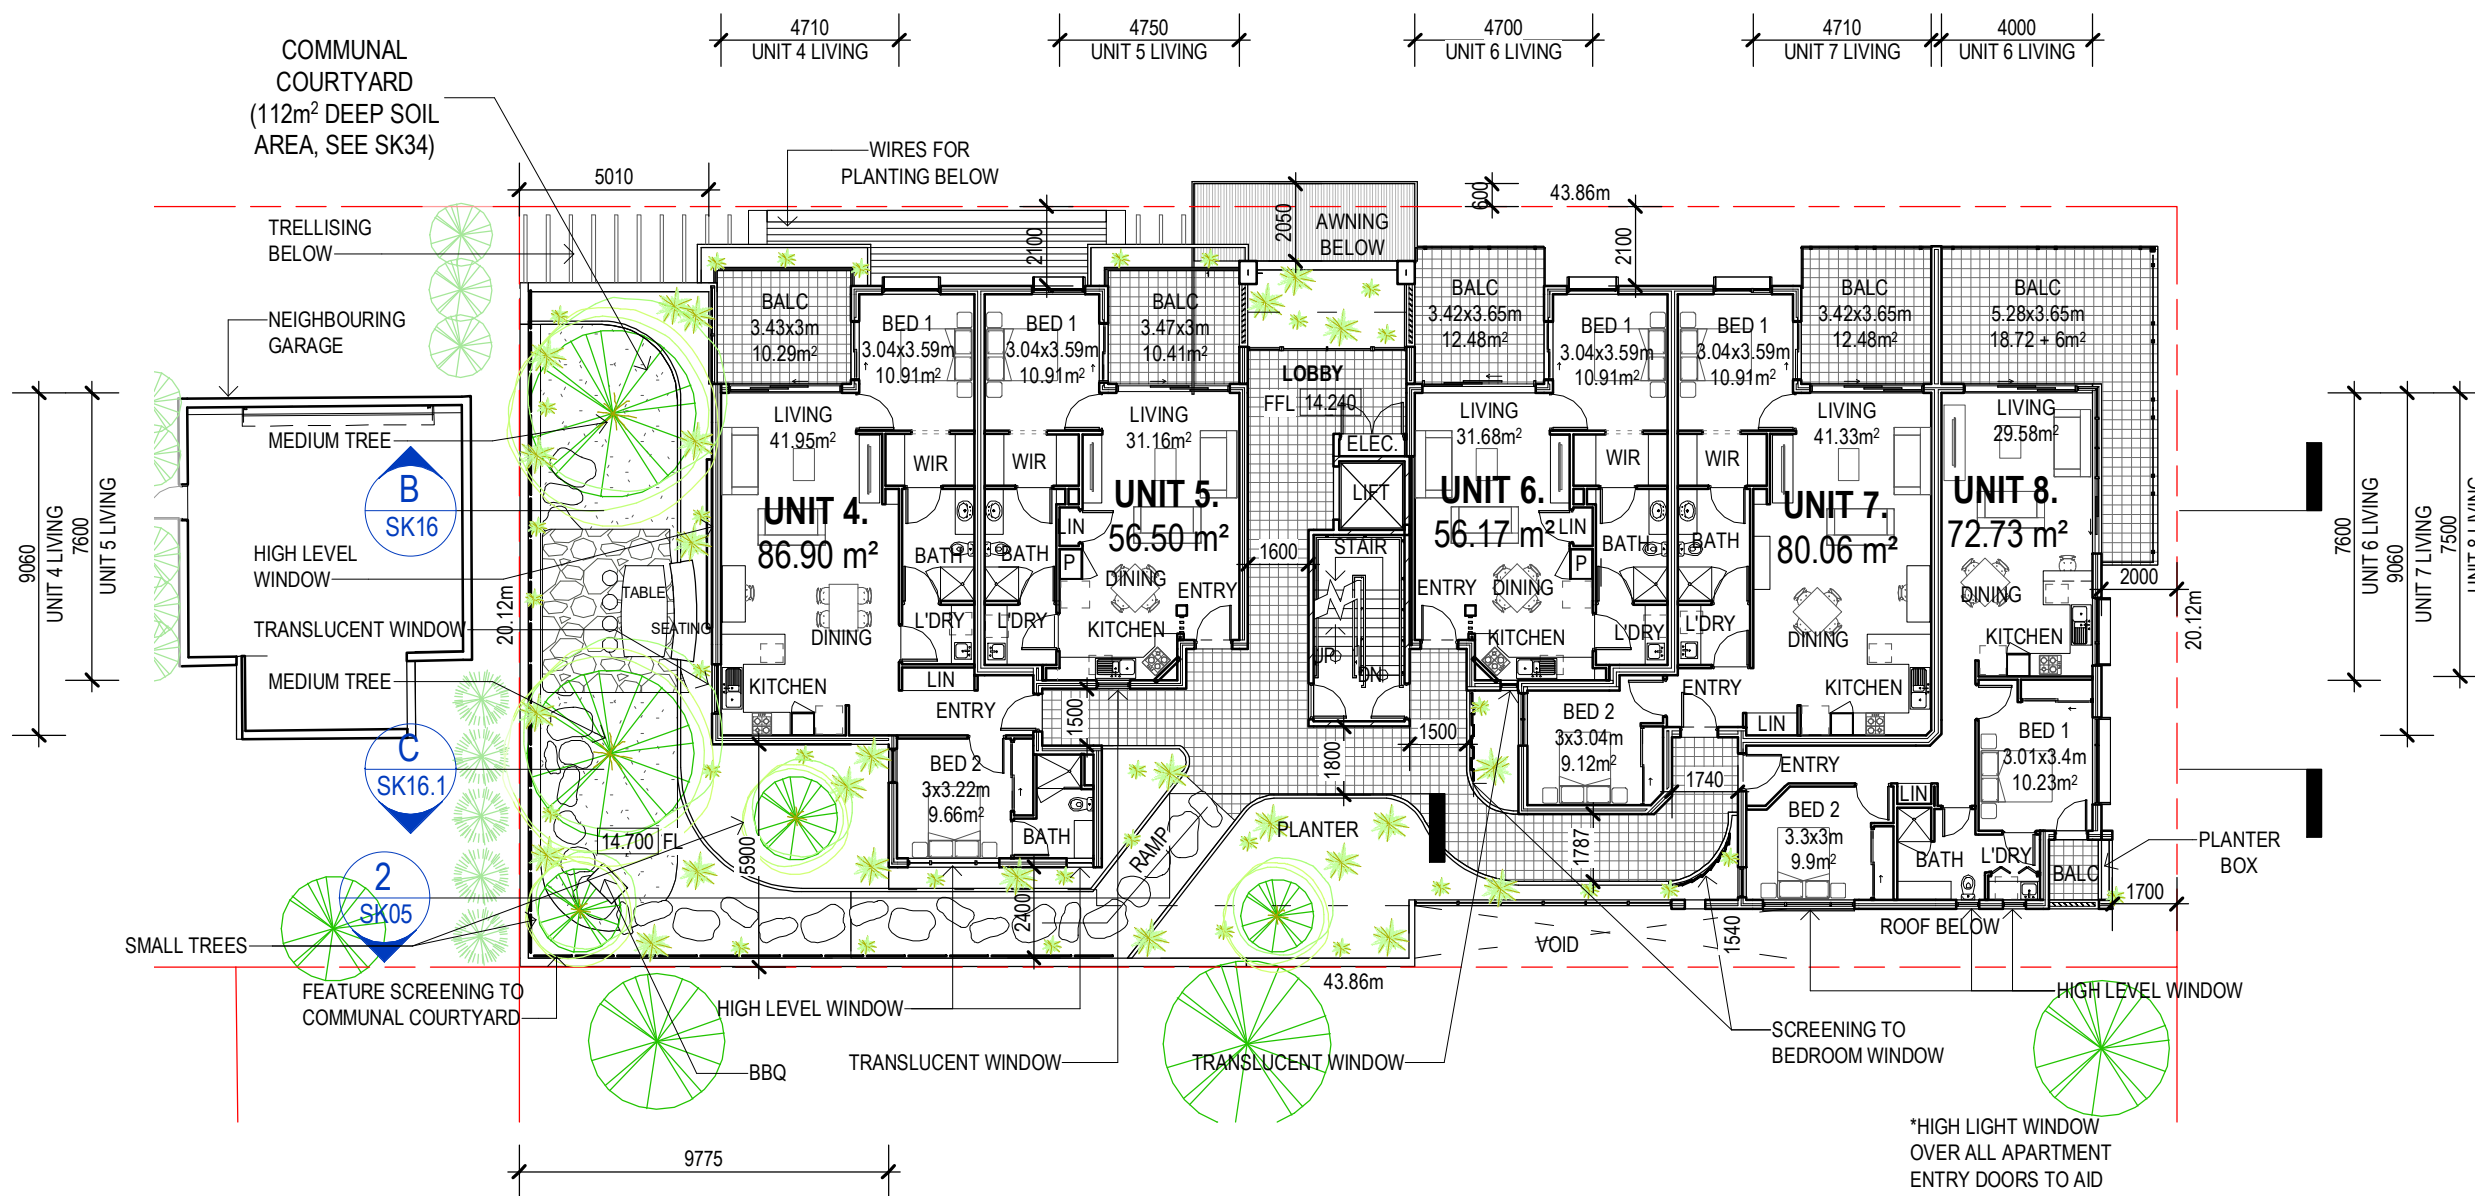 4710
UNIT 4 LIVING
4750
UNIT 5 LIVING
4700
UNIT 6 LIVING
4710
UNIT 7 LIVING
4000
UNIT 6 LIVING
COMMUNAL
COURTYARD
(112m² DEEP SOIL
AREA, SEE SK34)
WIRES FOR
PLANTING BELOW
5010
TRELLISING
BELOW
NEIGHBOURING
GARAGE
2100
2050
AWNING
BELOW
600
43.86m
2100
BALC
3.43x3m
10.29m²
BED 1
3.04x3.59m
10.91m²
BED 1
3.04x3.59m
10.91m²
BALC
3.47x3m
10.41m²
LOBBY
FFL 14.240
BALC
3.42x3.65m
12.48m²
BED 1
3.04x3.59m
10.91m²
BED 1
3.04x3.59m
10.91m²
BALC
3.42x3.65m
12.48m²
BALC
5.28x3.65m
18.72 + 6m²
9060
UNIT 4 LIVING
7600
UNIT 5 LIVING
MEDIUM TREE
B
SK16
HIGH LEVEL
WINDOW
20.12m
TRANSLUCENT WINDOW
MEDIUM TREE
C
SK16.1
2
SK05
SMALL TREES
TABLE
SEATING
LIVING
41.95m²
WIR
UNIT 4.
86.90 m²
BATH
DINING
L'DRY
KITCHEN
LIN
ENTRY
WIR
LIVING
31.16m²
LIN
UNIT 5.
56.50 m²
BATH
P
DINING
ENTRY
L'DRY
KITCHEN
ELEC.
LIFT
STAIR
1600
UP
DN
LIVING
31.68m²
WIR
UNIT 6.
56.17 m²
LIN
BATH
P
ENTRY
DINING
KITCHEN
L'DRY
WIR
LIVING
41.33m²
UNIT 7.
80.06 m²
BATH
L'DRY
DINING
ENTRY
KITCHEN
LIN
LIVING
29.58m²
UNIT 8.
72.73 m²
DINING
KITCHEN
2000
20.12m
7600
UNIT 6 LIVING
9060
UNIT 7 LIVING
7500
UNIT 8 LIVING
1500
1800
1500
BED 2
3x3.22m
9.66m²
BATH
RAMP
PLANTER
BED 2
3x3.04m
9.12m²
1740
1787
ENTRY
BED 2
3.3x3m
9.9m²
LIN
BED 1
3.01x3.4m
10.23m²
BATH
L'DRY
BALC
PLANTER
BOX
1700
14.700 FL
5900
2400
VOID
1540
ROOF BELOW
43.86m
FEATURE SCREENING TO
COMMUNAL COURTYARD
HIGH LEVEL WINDOW
BBQ
TRANSLUCENT WINDOW
TRANSLUCENT WINDOW
SCREENING TO
BEDROOM WINDOW
HIGH LEVEL WINDOW
9775
*HIGH LIGHT WINDOW
OVER ALL APARTMENT
ENTRY DOORS TO AID